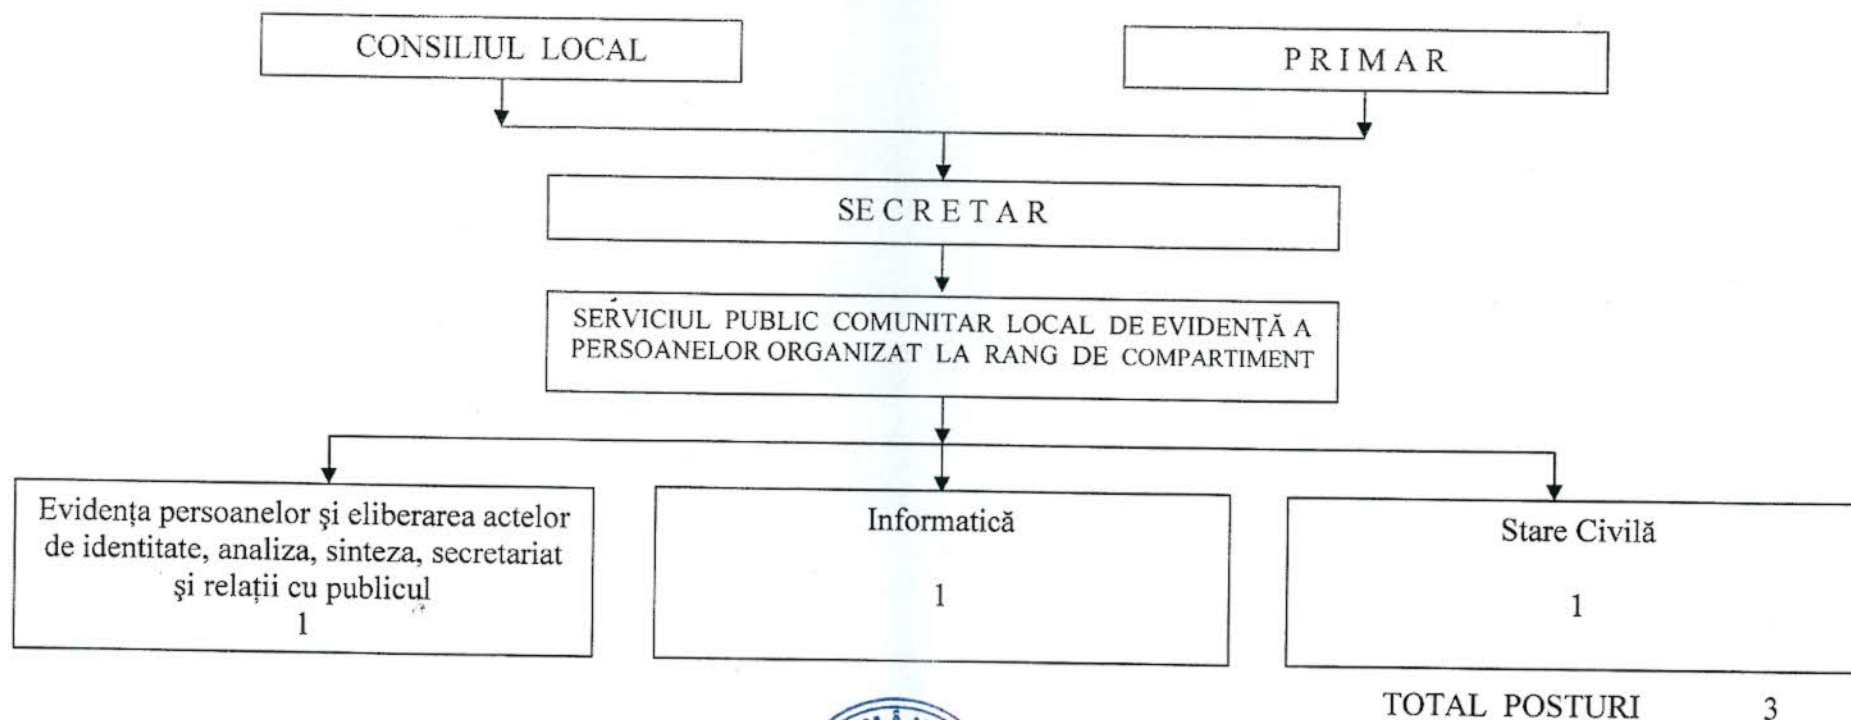 CONSILIUL LOCAL
PRIMAR
SECRETAR
SERVICIUL PUBLIC COMUNITAR LOCAL DE EVIDENȚĂ A
PERSOANELOR ORGANIZAT LA RANG DE COMPARTIMENT
Evidența persoanelor şi eliberarea actelor
de identitate, analiza, sinteza, secretariat
şi relații cu publicul
1
Informatică
1
Stare Civilă
1
TOTAL POSTURI 3